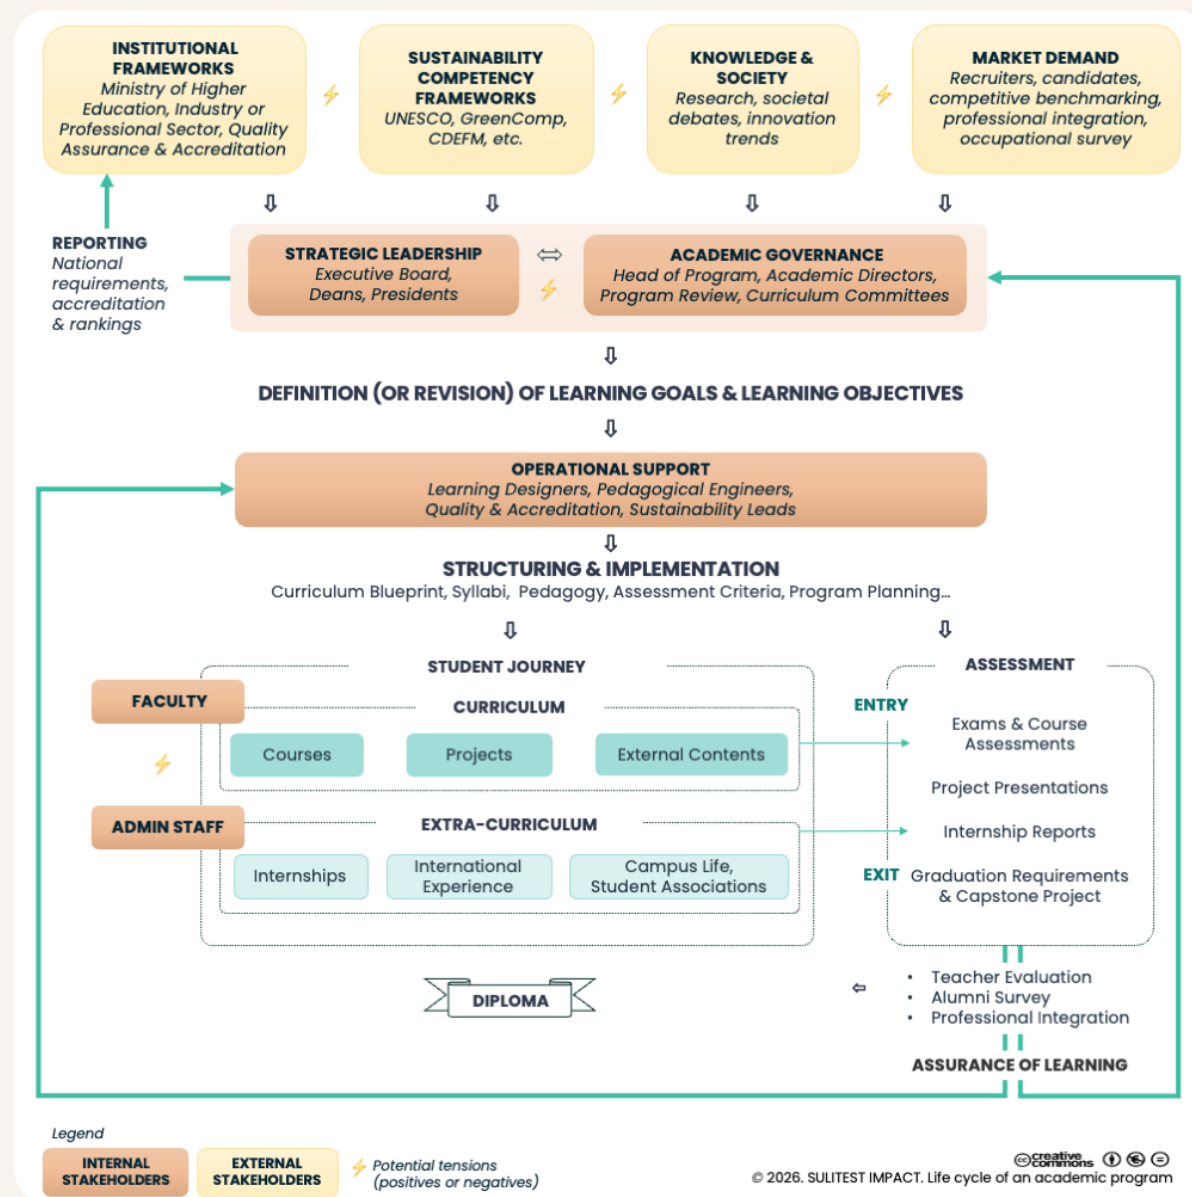 INSTITUTIONAL
FRAMEWORKS
Ministry of Higher
Education, Industry or
Professional Sector, Quality
Assurance & Accreditation
SUSTAINABILITY
COMPETENCY
FRAMEWORKS
UNESCO, GreenComp,
CDEFM, etc.
KNOWLEDGE &
SOCIETY
Research, societal
debates, innovation
trends
MARKET DEMAND
Recruiters, candidates,
competitive benchmarking,
professional integration,
occupational survey
REPORTING
National
requirements,
accreditation
& rankings
STRATEGIC LEADERSHIP
Executive Board,
Deans, Presidents
ACADEMIC GOVERNANCE
Head of Program, Academic Directors,
Program Review, Curriculum Committees
DEFINITION (OR REVISION) OF LEARNING GOALS & LEARNING OBJECTIVES
OPERATIONAL SUPPORT
Learning Designers, Pedagogical Engineers,
Quality & Accreditation, Sustainability Leads
STRUCTURING & IMPLEMENTATION
Curriculum Blueprint, Syllabi, Pedagogy, Assessment Criteria, Program Planning…
STUDENT JOURNEY
FACULTY
CURRICULUM
Courses
Projects
External Contents
ADMIN STAFF
EXTRA-CURRICULUM
Internships
International
Experience
Campus Life,
Student Associations
ASSESSMENT
ENTRY
Exams & Course
Assessments
Project Presentations
Internship Reports
EXIT
Graduation Requirements
& Capstone Project
DIPLOMA
• Teacher Evaluation
• Alumni Survey
• Professional Integration
ASSURANCE OF LEARNING
Legend
INTERNAL
STAKEHOLDERS
EXTERNAL
STAKEHOLDERS
Potential tensions
(positives or negatives)
cc creative
commons
© 2026. SULITEST IMPACT. Life cycle of an academic program